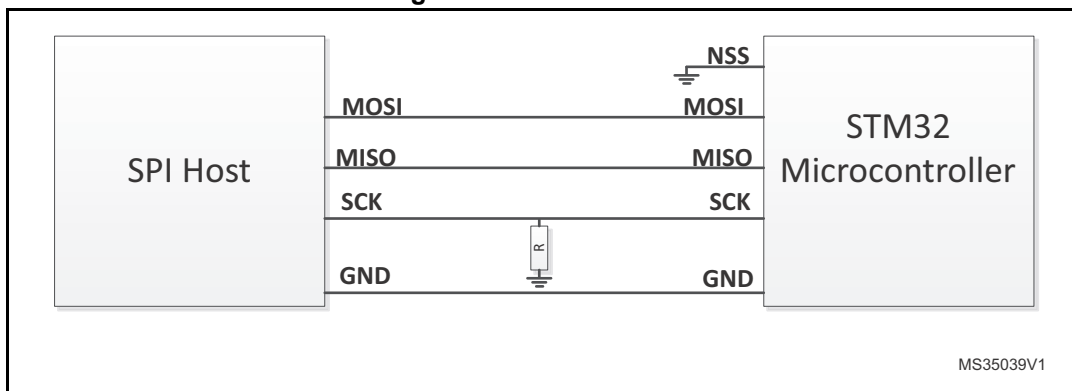 NSS
MOSI MOSI
STM32
SPI Host MISO MISO Microcontroller
SCK SCK
R
GND GND
MS35039V1